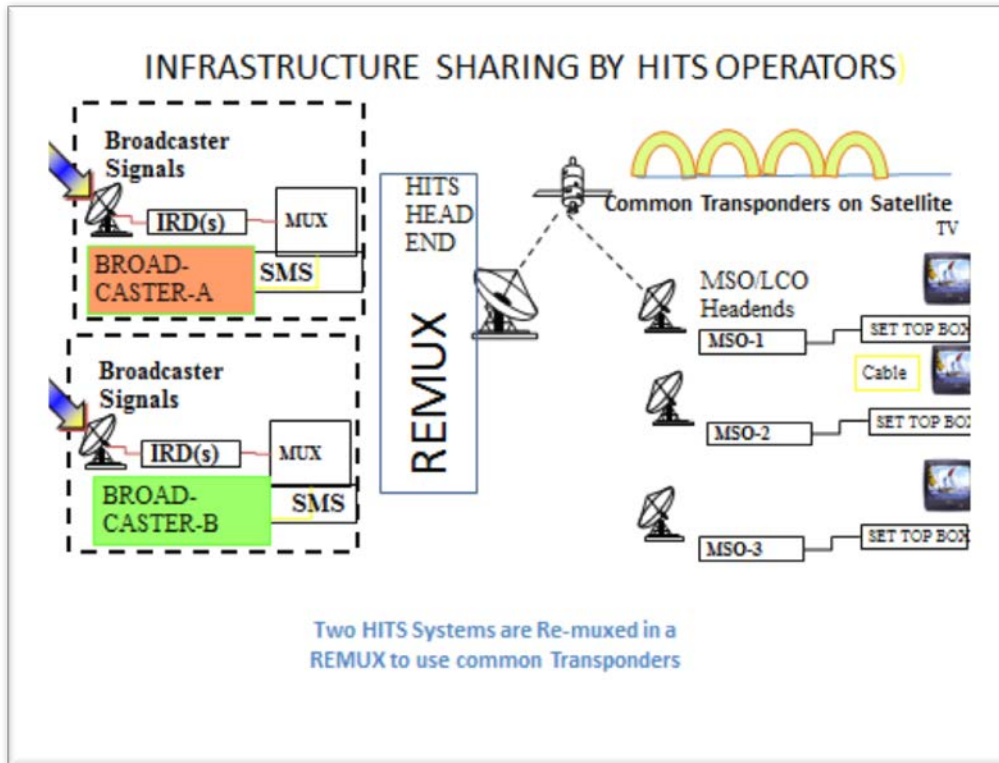 INFRASTRUCTURE SHARING BY HITS OPERATORS)
Broadcaster
Signals
IRD(s)
MUX
BROAD-
CASTER-A
SMS
Broadcaster
Signals
IRD(s)
MUX
BROAD-
CASTER-B
SMS
HITS
HEAD
END
REMUX
Common Transponders on Satellite
TV
MSO/LCO
Headends
MSO-1
SET TOP BOX
Cable
MSO-2
SET TOP BOX
MSO-3
SET TOP BOX
Two HITS Systems are Re-muxed in a
REMUX to use common Transponders